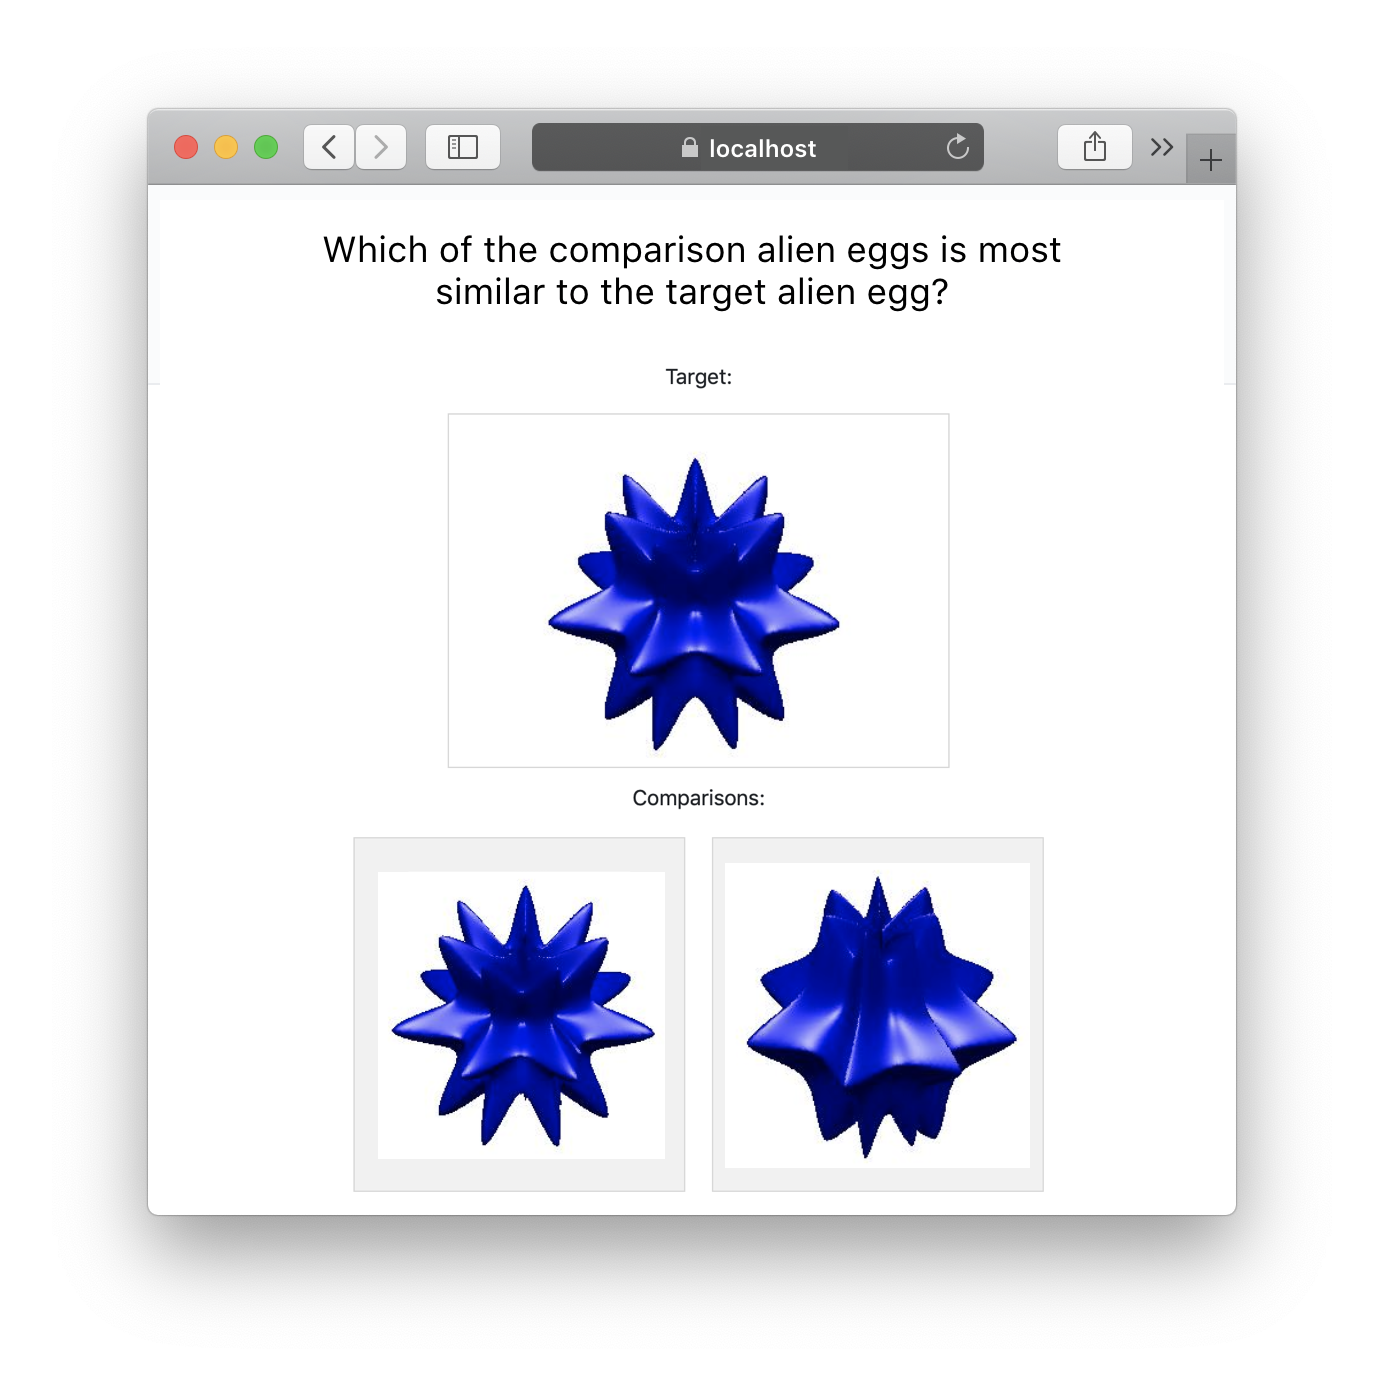 localhost
Which of the comparison alien eggs is most
similar to the target alien egg?
Target:
Comparisons: